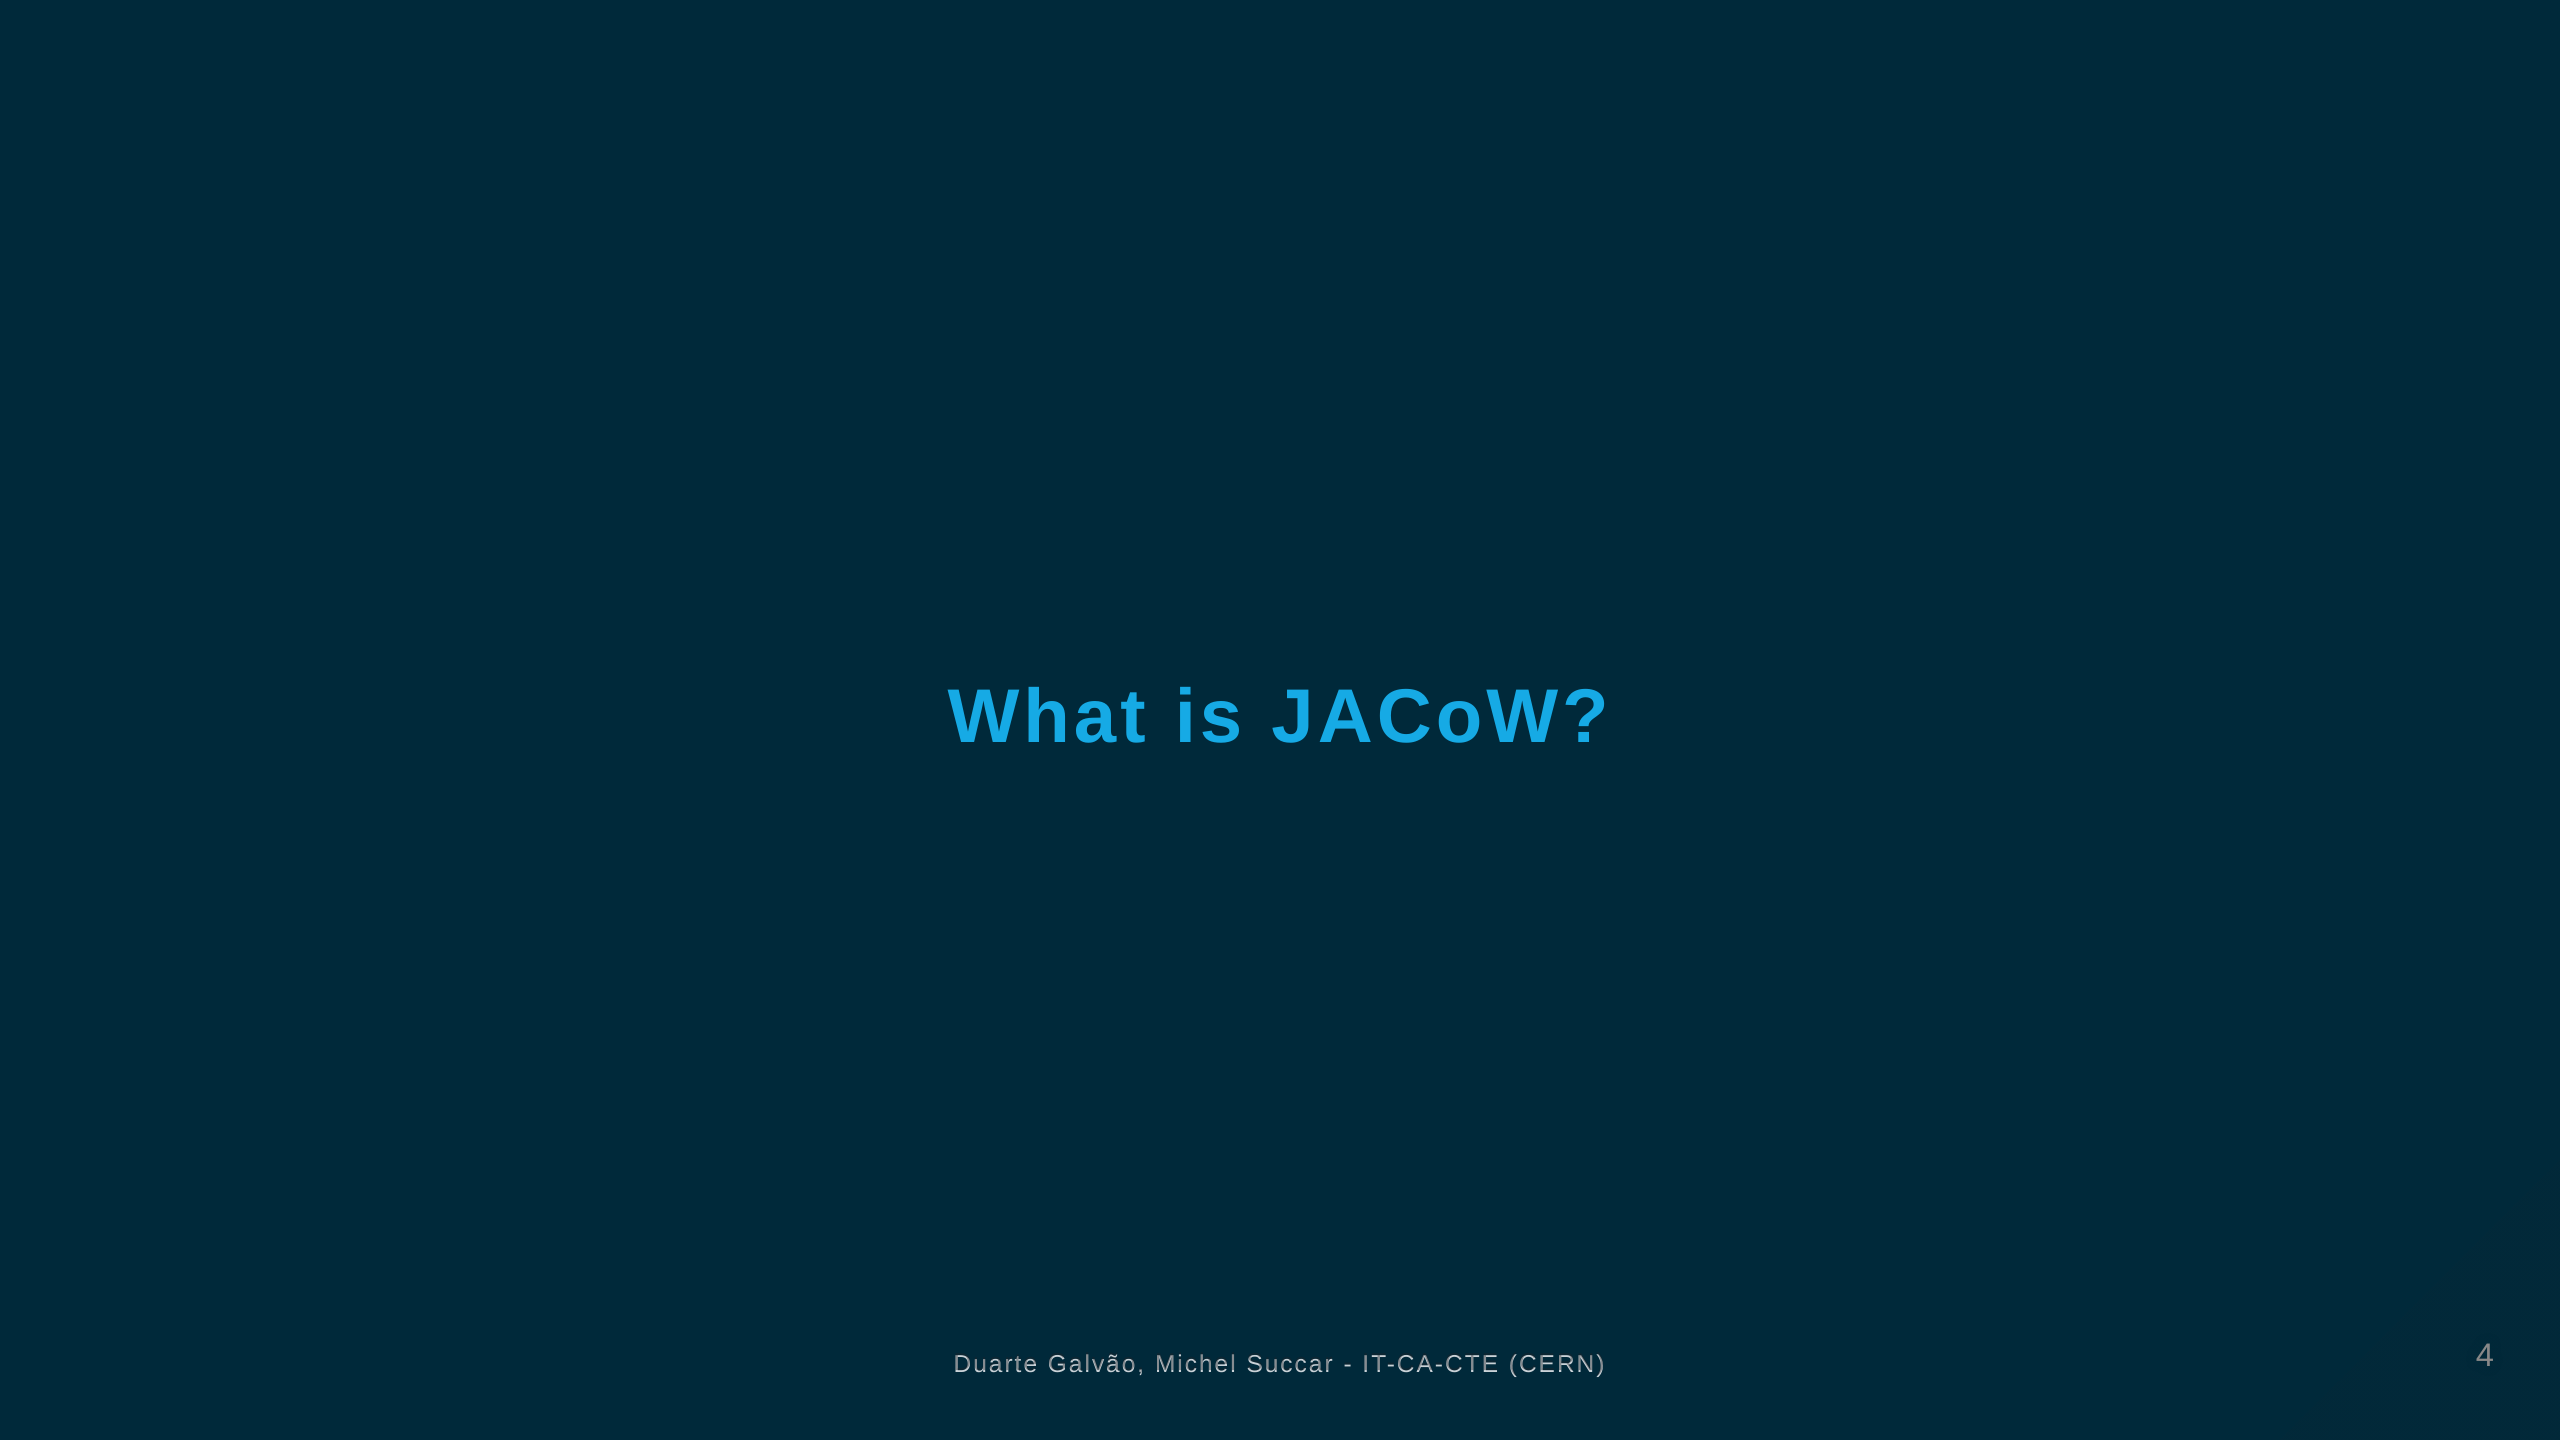 What is JACoW?
Duarte Galvão, Michel Succar - IT-CA-CTE (CERN)
4